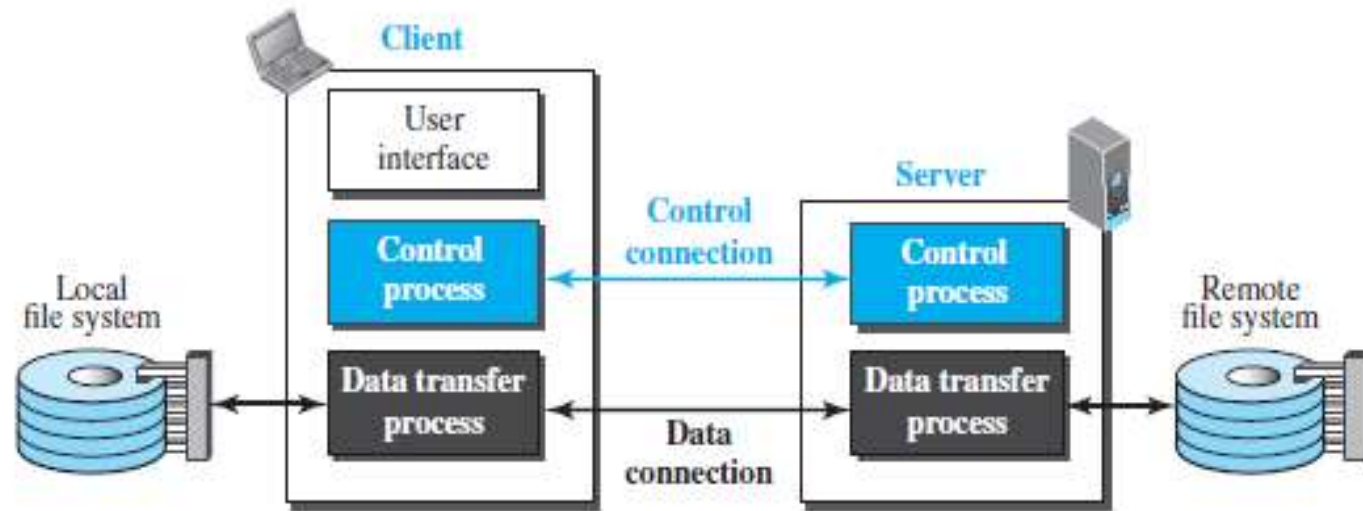 Client
User
interface
Server
Control
connection
Control
process
Control
process
Local
file system
Remote
file system
Data transfer
process
Data transfer
process
Data
connection